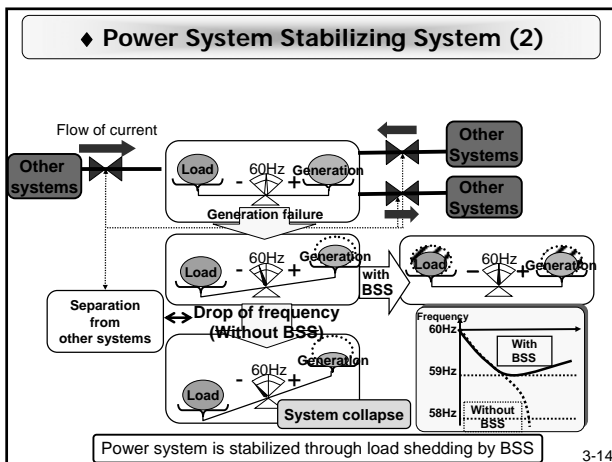 ♦ Power System Stabilizing System (2)
Flow of current
Other
systems
Load - 60Hz + Generation
Other
Systems
Other
Systems
Generation failure
Load - 60Hz + Generation
with
BSS
Load - 60Hz + Generation
Separation
from
other systems
Drop of frequency
(Without BSS)
Load - 60Hz +
System collapse
Frequency
60Hz
With
BSS
59Hz
58Hz
Without
BSS
Power system is stabilized through load shedding by BSS
3-14